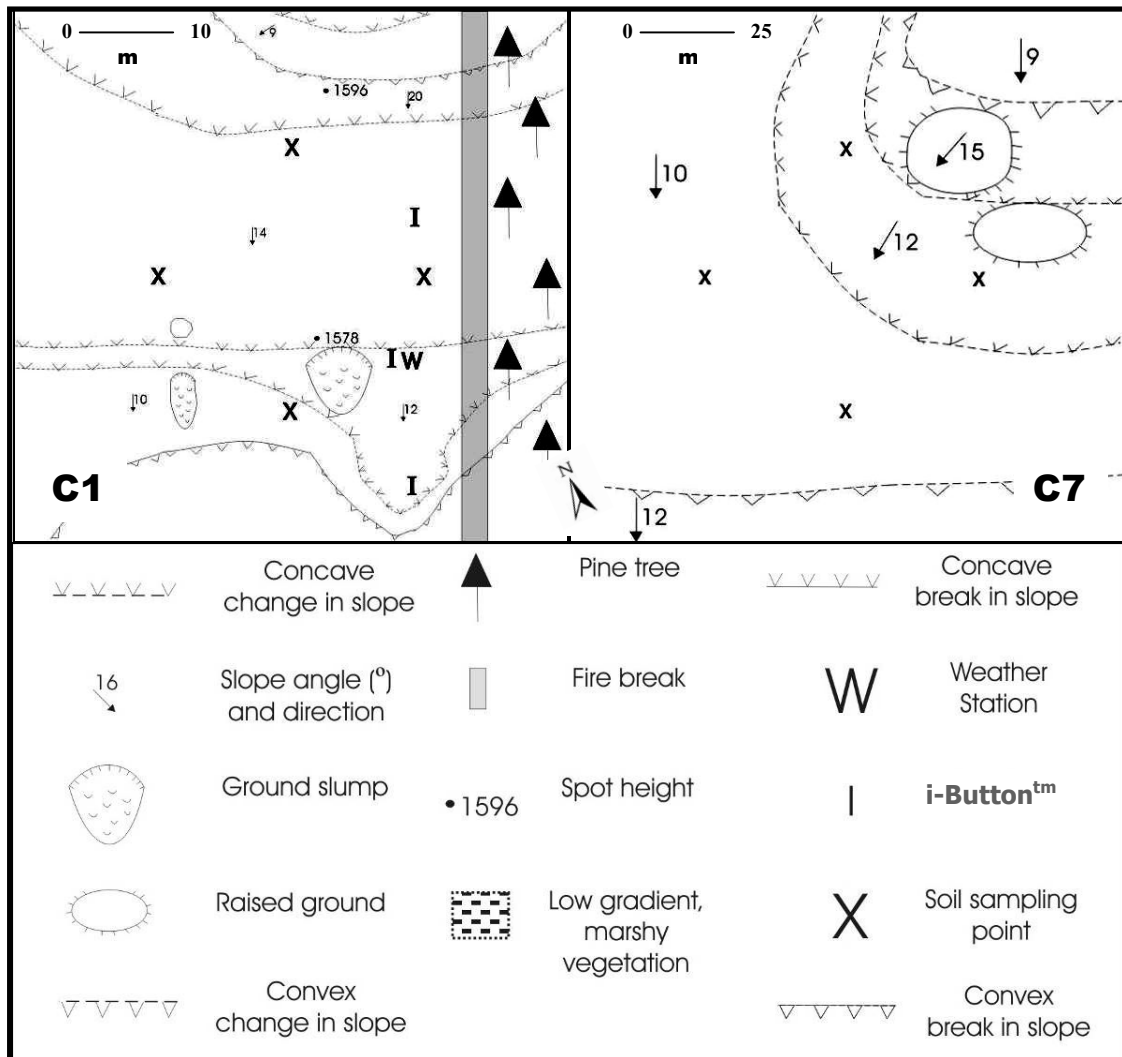 0 10
m
9
1596
20
X
I
14
X
X
1578
I W
10
X
12
I
C1
0 25
m
9
X
15
10
12
X
X
X
N
C7
12
Concave
change in slope
Pine tree
Concave
break in slope
16
Slope angle (o)
and direction
Fire break
W
Weather
Station
Ground slump
1596
Spot height
I
i-Button™
Raised ground
Low gradient,
marshy
vegetation
X
Soil sampling
point
Convex
change in slope
Convex
break in slope